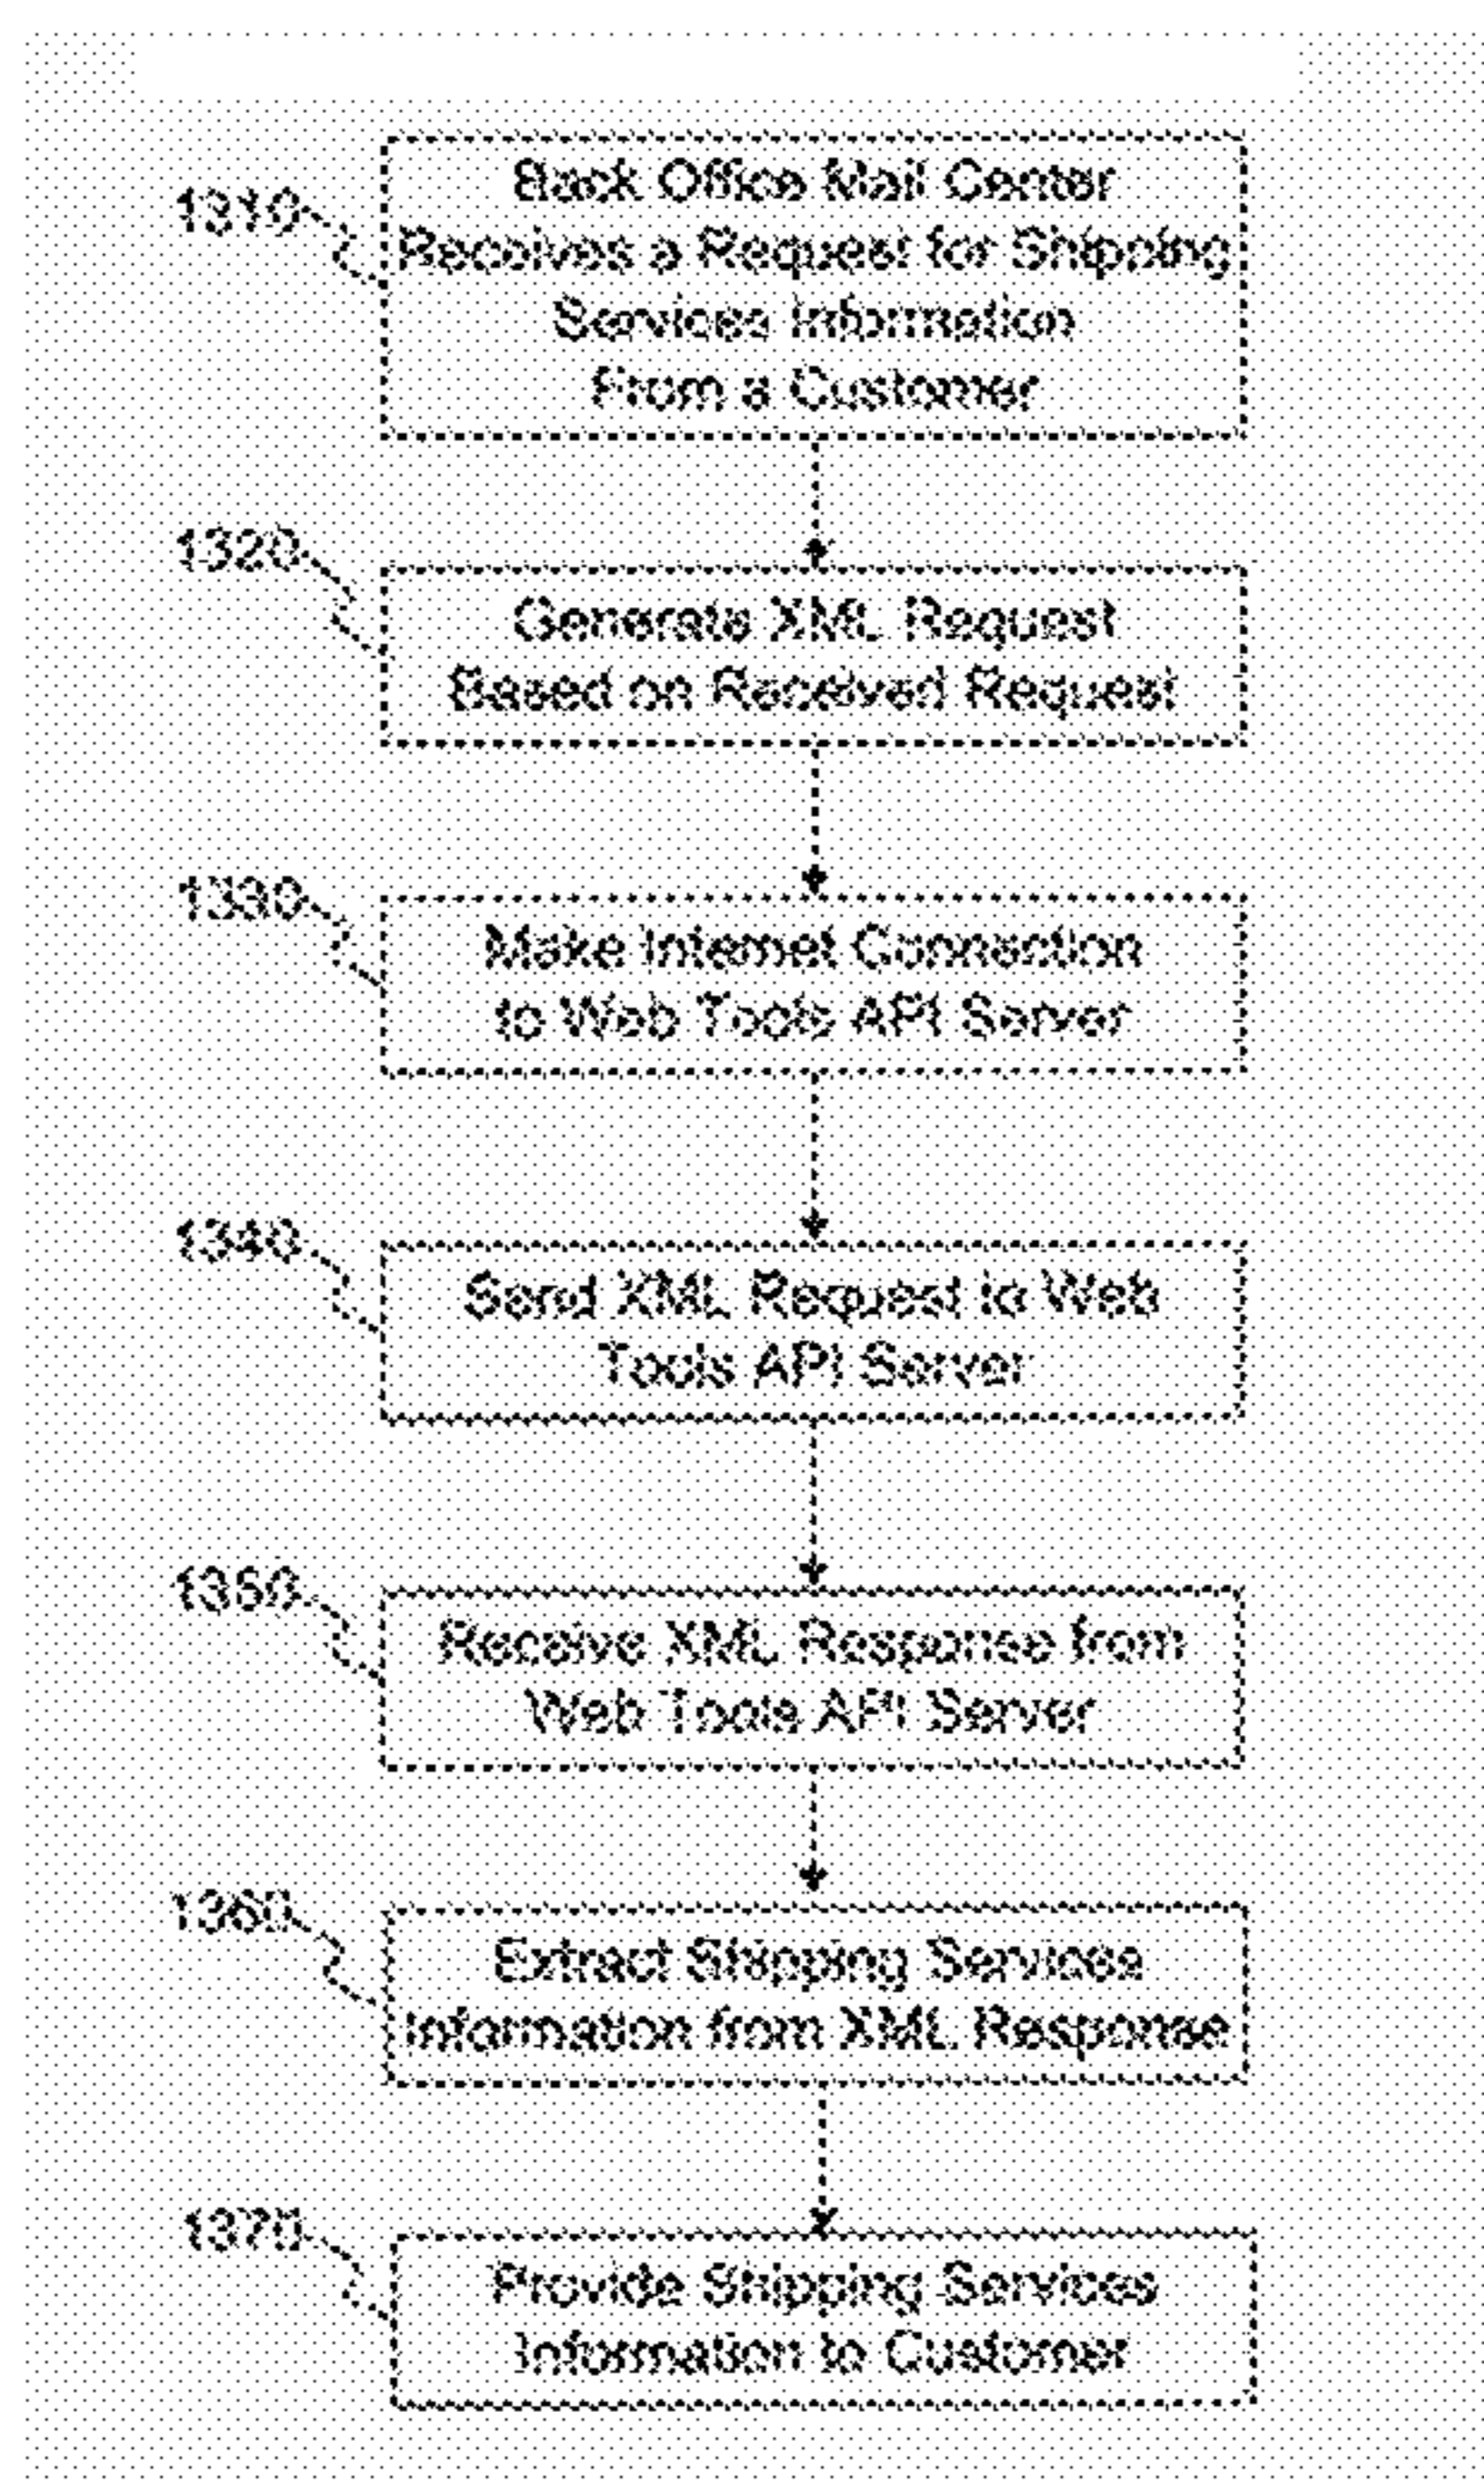 1310
Back Office Mail Center
Receives a Request for Shipping
Services Information
From a Customer
1320
Generate XML Request
Based on Received Request
1330
Make Internet Connection
to Web Tools API Server
1340
Send XML Request to Web
Tools API Server
1350
Receive XML Response from
Web Tools API Server
1360
Extract Shipping Services
Information from XML Response
1370
Provide Shipping Services
Information to Customer